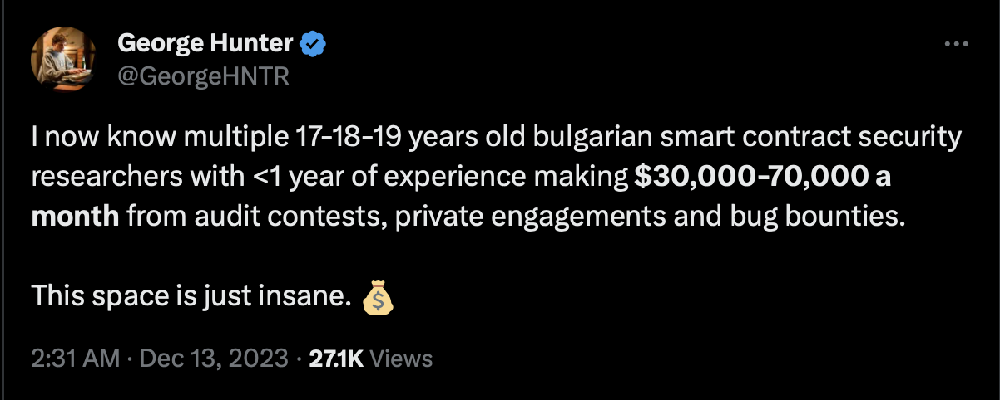 George Hunter
@GeorgeHNTR
I now know multiple 17-18-19 years old bulgarian smart contract security
researchers with <1 year of experience making $30,000-70,000 a
month from audit contests, private engagements and bug bounties.
This space is just insane. 💰
2:31 AM · Dec 13, 2023 · 27.1K Views